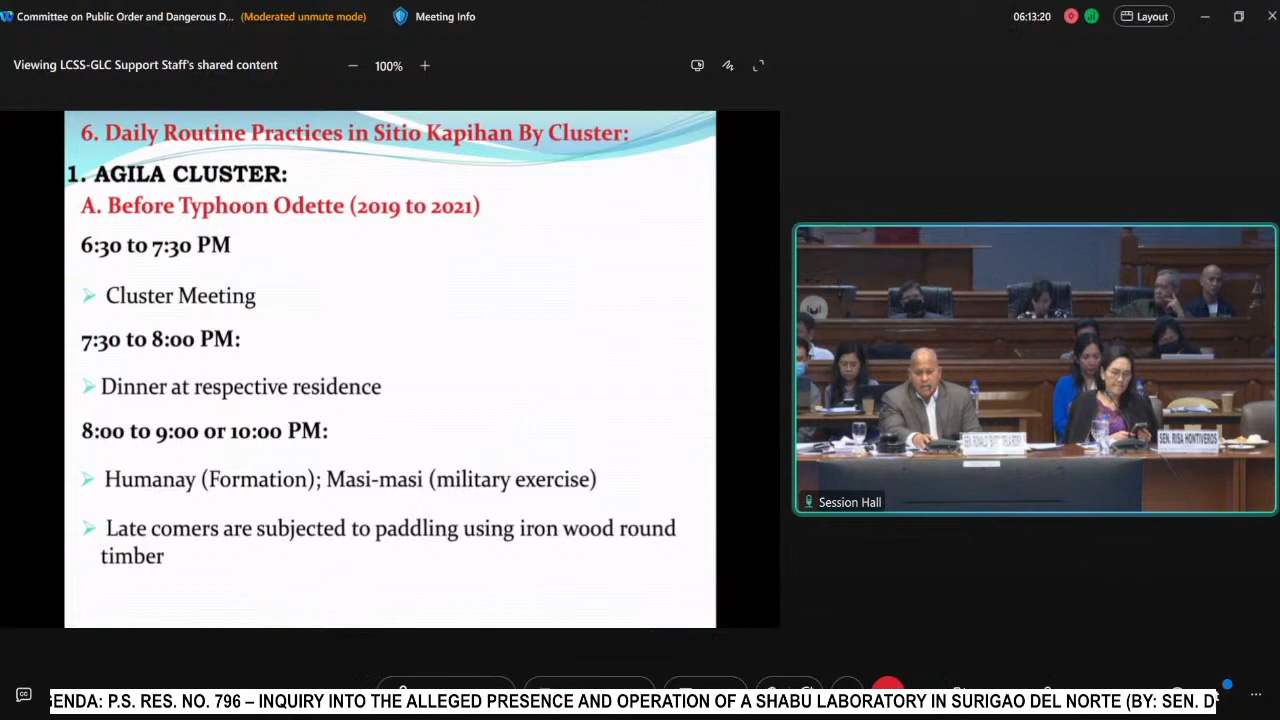 Committee on Public Order and Dangerous D... (Moderated unmute mode) Meeting Info 06:13:20 Layout
Viewing LCSS-GLC Support Staff's shared content 100%
6. Daily Routine Practices in Sitio Kapihan By Cluster:
1. AGILA CLUSTER:
A. Before Typhoon Odette (2019 to 2021)
6:30 to 7:30 PM
Cluster Meeting
7:30 to 8:00 PM:
Dinner at respective residence
8:00 to 9:00 or 10:00 PM:
Humanay (Formation); Masi-masi (military exercise)
Late comers are subjected to paddling using iron wood round
timber
SEN. RISA HONTIVEROS
Session Hall
GENDA: P.S. RES. NO. 796 – INQUIRY INTO THE ALLEGED PRESENCE AND OPERATION OF A SHABU LABORATORY IN SURIGAO DEL NORTE (BY: SEN. D